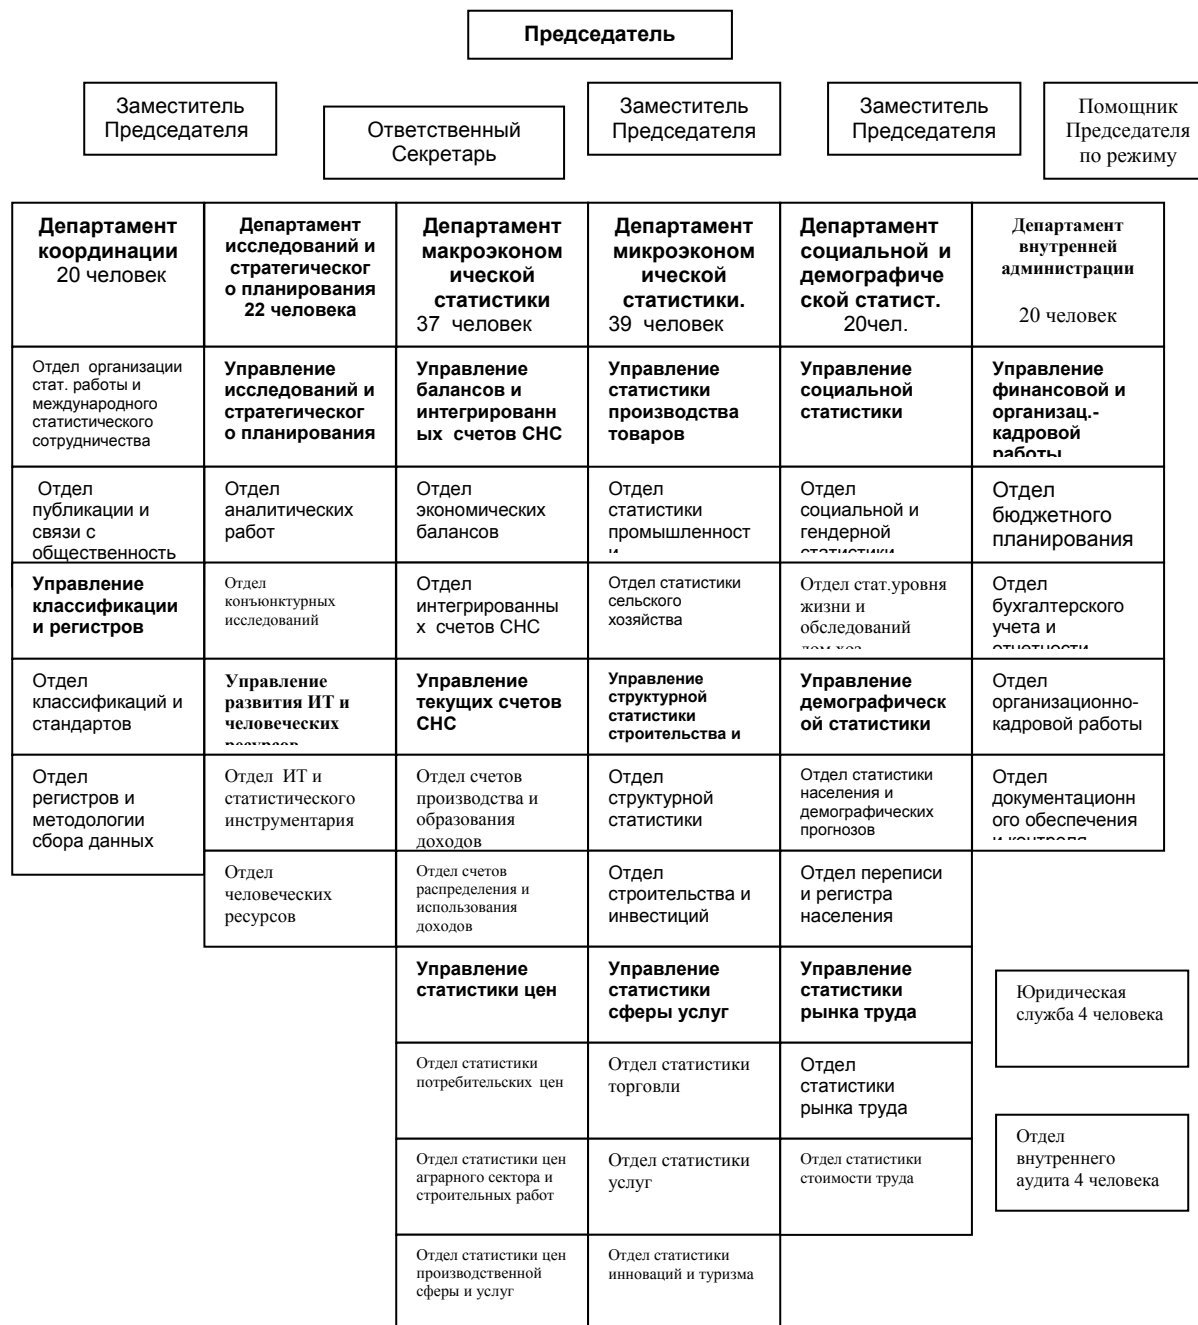 Председатель
Заместитель
Председателя
Ответственный
Секретарь
Заместитель
Председателя
Заместитель
Председателя
Помощник
Председателя
по режиму
Департамент
координации
20 человек
Департамент
исследований и
стратегическог
о планирования
22 человека
Департамент
макроэконом
ической
статистики
37 человек
Департамент
микроэконом
ической
статистики.
39 человек
Департамент
социальной и
демографиче
ской статист.
20чел.
Департамент
внутренней
администрации
20 человек
Отдел организации
стат. работы и
международного
статистического
сотрудничества
Управление
исследований и
стратегическог
о планирования
Управление
балансов и
интегрированн
ых счетов СНС
Управление
статистики
производства
товаров
Управление
социальной
статистики
Управление
финансовой и
организац.-
кадровой
работы
Отдел
публикации и
связи с
общественность
Отдел
аналитических
работ
Отдел
экономических
балансов
Отдел
статистики
промышленност
и
Отдел
социальной и
гендерной
статистики
Отдел
бюджетного
планирования
Управление
классификации
и регистров
Отдел
конъюнктурных
исследований
Отдел
интегрированны
х счетов СНС
Отдел статистики
сельского
хозяйства
Отдел стат.уровня
жизни и
обследований
дом.хоз.
Отдел
бухгалтерского
учета и
отчетности
Отдел
классификаций и
стандартов
Управление
развития ИТ и
человеческих
ресурсов
Управление
текущих счетов
СНС
Управление
структурной
статистики
строительства и
Управление
демографическ
ой статистики
Отдел
организационно-
кадровой работы
Отдел
регистров и
методологии
сбора данных
Отдел ИТ и
статистического
инструментария
Отдел счетов
производства и
образования
доходов
Отдел
структурной
статистики
Отдел статистики
населения и
демографических
прогнозов
Отдел
документационн
ого обеспечения
и контроля
Отдел
человеческих
ресурсов
Отдел счетов
распределения и
использования
доходов
Отдел
строительства и
инвестиций
Отдел переписи
и регистра
населения
Управление
статистики цен
Управление
статистики
сферы услуг
Управление
статистики
рынка труда
Юридическая
служба 4 человека
Отдел статистики
потребительских цен
Отдел статистики
торговли
Отдел
статистики
рынка труда
Отдел статистики цен
аграрного сектора и
строительных работ
Отдел статистики
услуг
Отдел статистики
стоимости труда
Отдел
внутреннего
аудита 4 человека
Отдел статистики цен
производственной
сферы и услуг
Отдел статистики
инноваций и туризма